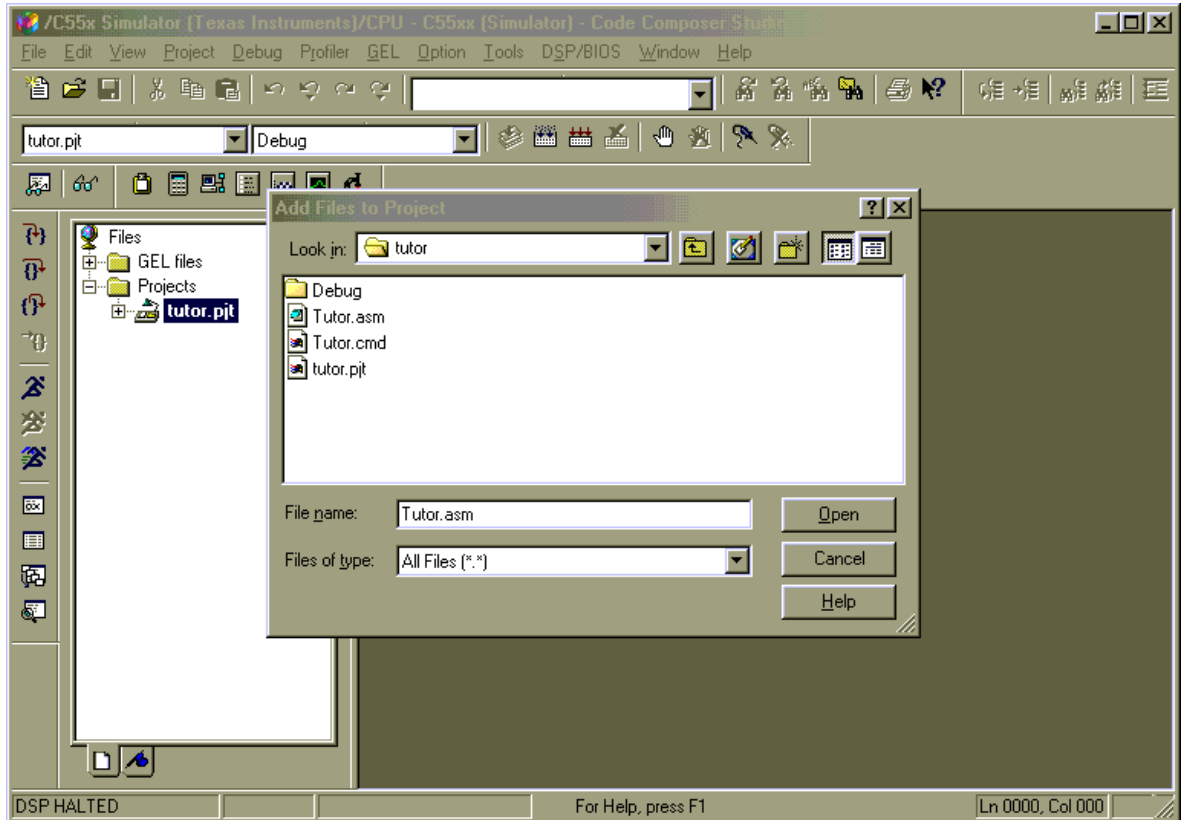 /C55x Simulator (Texas Instruments)/CPU - C55xx (Simulator) - Code Composer Studio
File Edit View Project Debug Profiler GEL Option Tools DSP/BIOS Window Help
tutor.pjt Debug
Add Files to Project
Files
GEL files
Projects
tutor.pjt
Look in: tutor
Debug
Tutor.asm
Tutor.cmd
tutor.pjt
File name: Tutor.asm Open
Files of type: All Files (*.*) Cancel
Help
DSP HALTED For Help, press F1 Ln 0000, Col 000